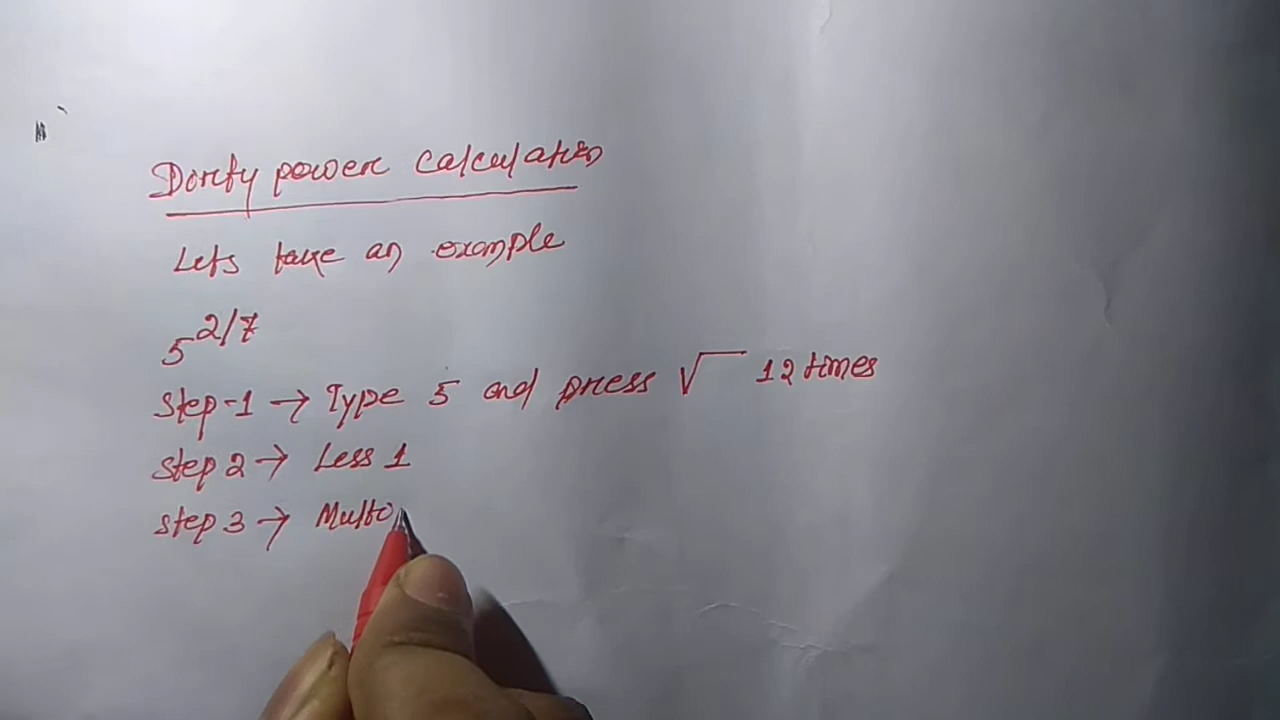 Dorfy power calculation
Lets take an example
5^2/7
Step-1 → Type 5 and press √ 12 times
Step 2 → Less 1
Step 3 → Multi